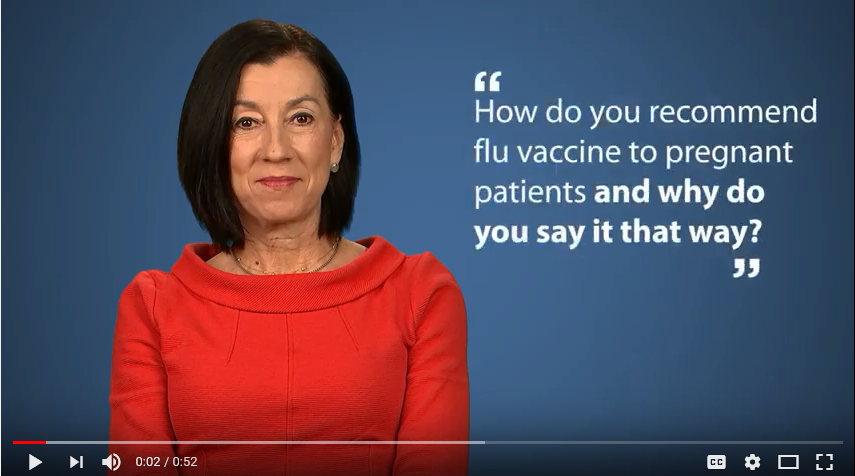 “
How do you recommend
flu vaccine to pregnant
patients and why do
you say it that way?
”
0:02 / 0:52
CC